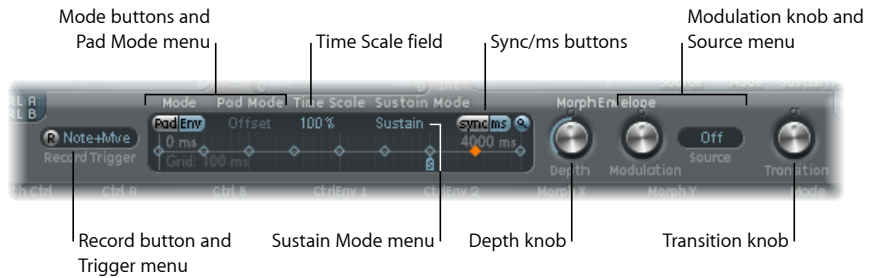 Mode buttons and
Pad Mode menu
Time Scale field
Sync/ms buttons
Modulation knob and
Source menu
Mode Pad Mode Time Scale Sustain Mode
Morph Envelope
RL A
RL B
Pad Env Offset 100% Sustain sync ms
R Note+Mve
0 ms
4000 ms
Off
Record Trigger
Grid: 100 ms
S
Depth Modulation Source Transition
Ctrl A Ctrl B CtrlEnv 1 CtrlEnv 2 Morph X Morph Y Mode
Record button and
Trigger menu
Sustain Mode menu
Depth knob
Transition knob